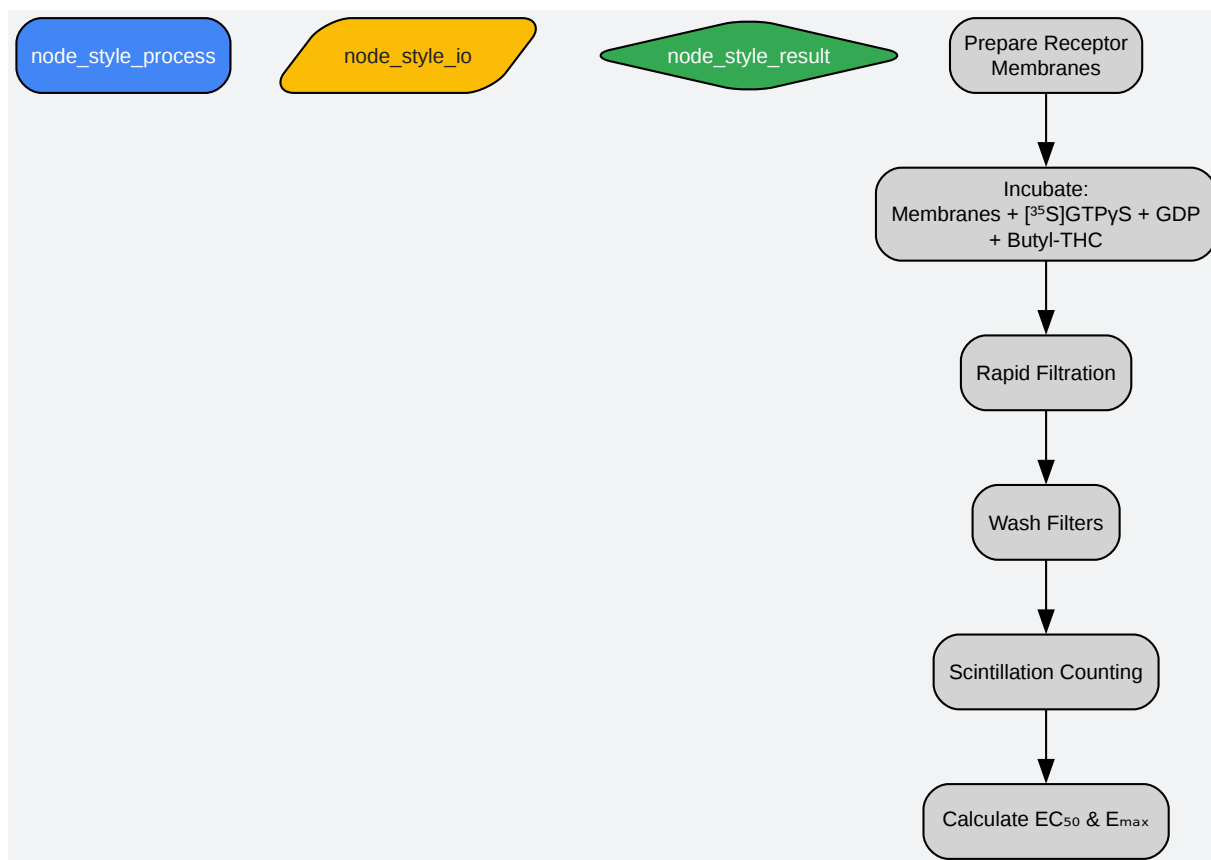 node_style_process
node_style_io
node_style_result
Prepare Receptor
Membranes
Incubate:
Membranes + [³⁵S]GTPγS + GDP
+ Butyl-THC
Rapid Filtration
Wash Filters
Scintillation Counting
Calculate EC₅₀ & Eₘₐₓ